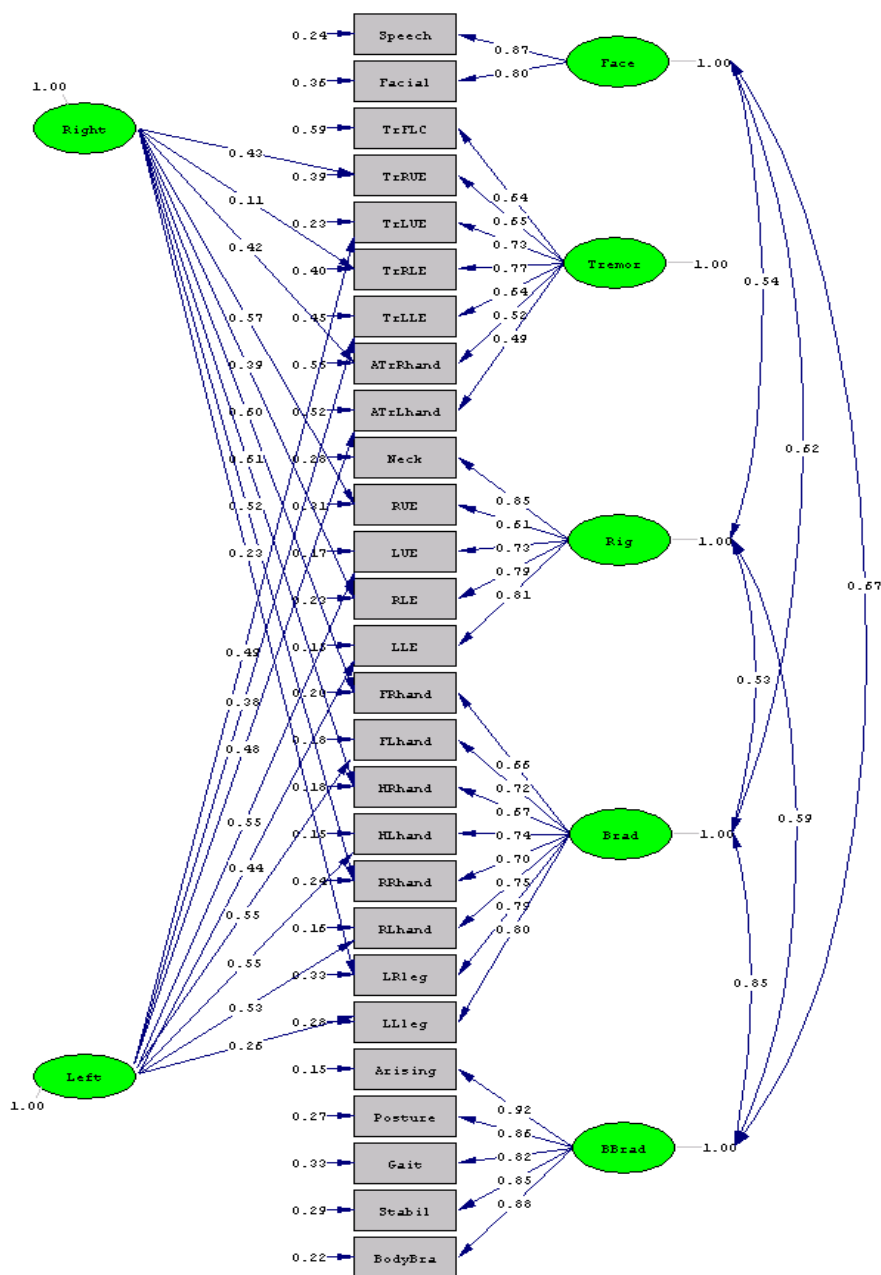 0.24 Speech 0.87 Face 1.00
0.36 Facial 0.80
1.00
Right
0.59 TrFLC
0.43
0.39 TrRUE
0.11
0.64
0.23 TrLUE 0.65
0.42 0.73
0.40 TrRLE 0.77 Tremor 1.00
0.54
0.45 TrLLE 0.64
0.57 0.52
0.39 0.56 ATrRhand 0.49
0.60 0.52 ATrLhand
0.62
0.61 0.28 Neck
0.52 0.31 RUE 0.85
0.61
0.23 0.17 LUE 0.73 Rig 1.00
0.79
0.23 RLE 0.81
0.67
0.49 0.15 LLE
0.38 0.20 FRhand
0.53
0.48 0.18 FLhand 0.66
0.72
0.55 0.18 HRhand 0.67
0.44 0.15 HLhand 0.74 Brad 1.00
0.59
0.55 0.24 RRhand 0.70
0.75
0.55 0.16 RLhand 0.79
0.80
0.53 0.33 LRleg
0.85
0.26 0.28 LLleg
Left
1.00
0.15 Arising
0.92
0.27 Posture 0.86
0.33 Gait 0.82 BBrad 1.00
0.85
0.29 Stabil 0.88
0.22 BodyBra